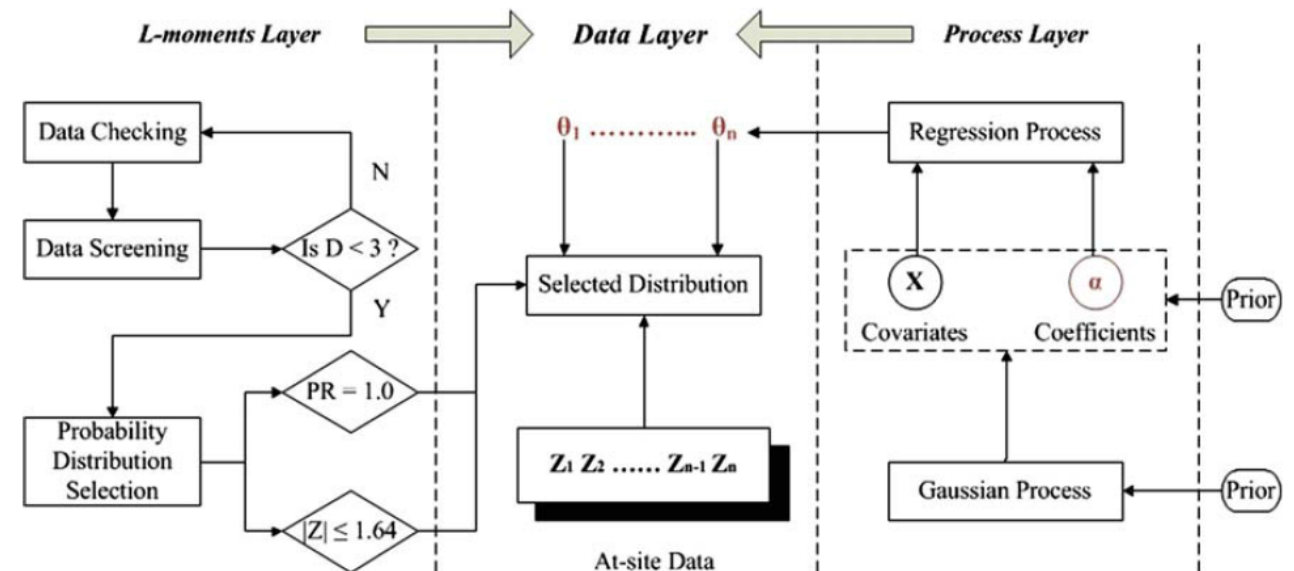 L-moments Layer
Data Layer
Process Layer
Data Checking
N
Data Screening
Is D < 3 ?
Y
Probability
Distribution
Selection
PR = 1.0
|Z| ≤ 1.64
θ1 ............ θn
Selected Distribution
Z1 Z2 ...... Zn-1 Zn
At-site Data
Regression Process
X
α
Covariates
Coefficients
Prior
Gaussian Process
Prior